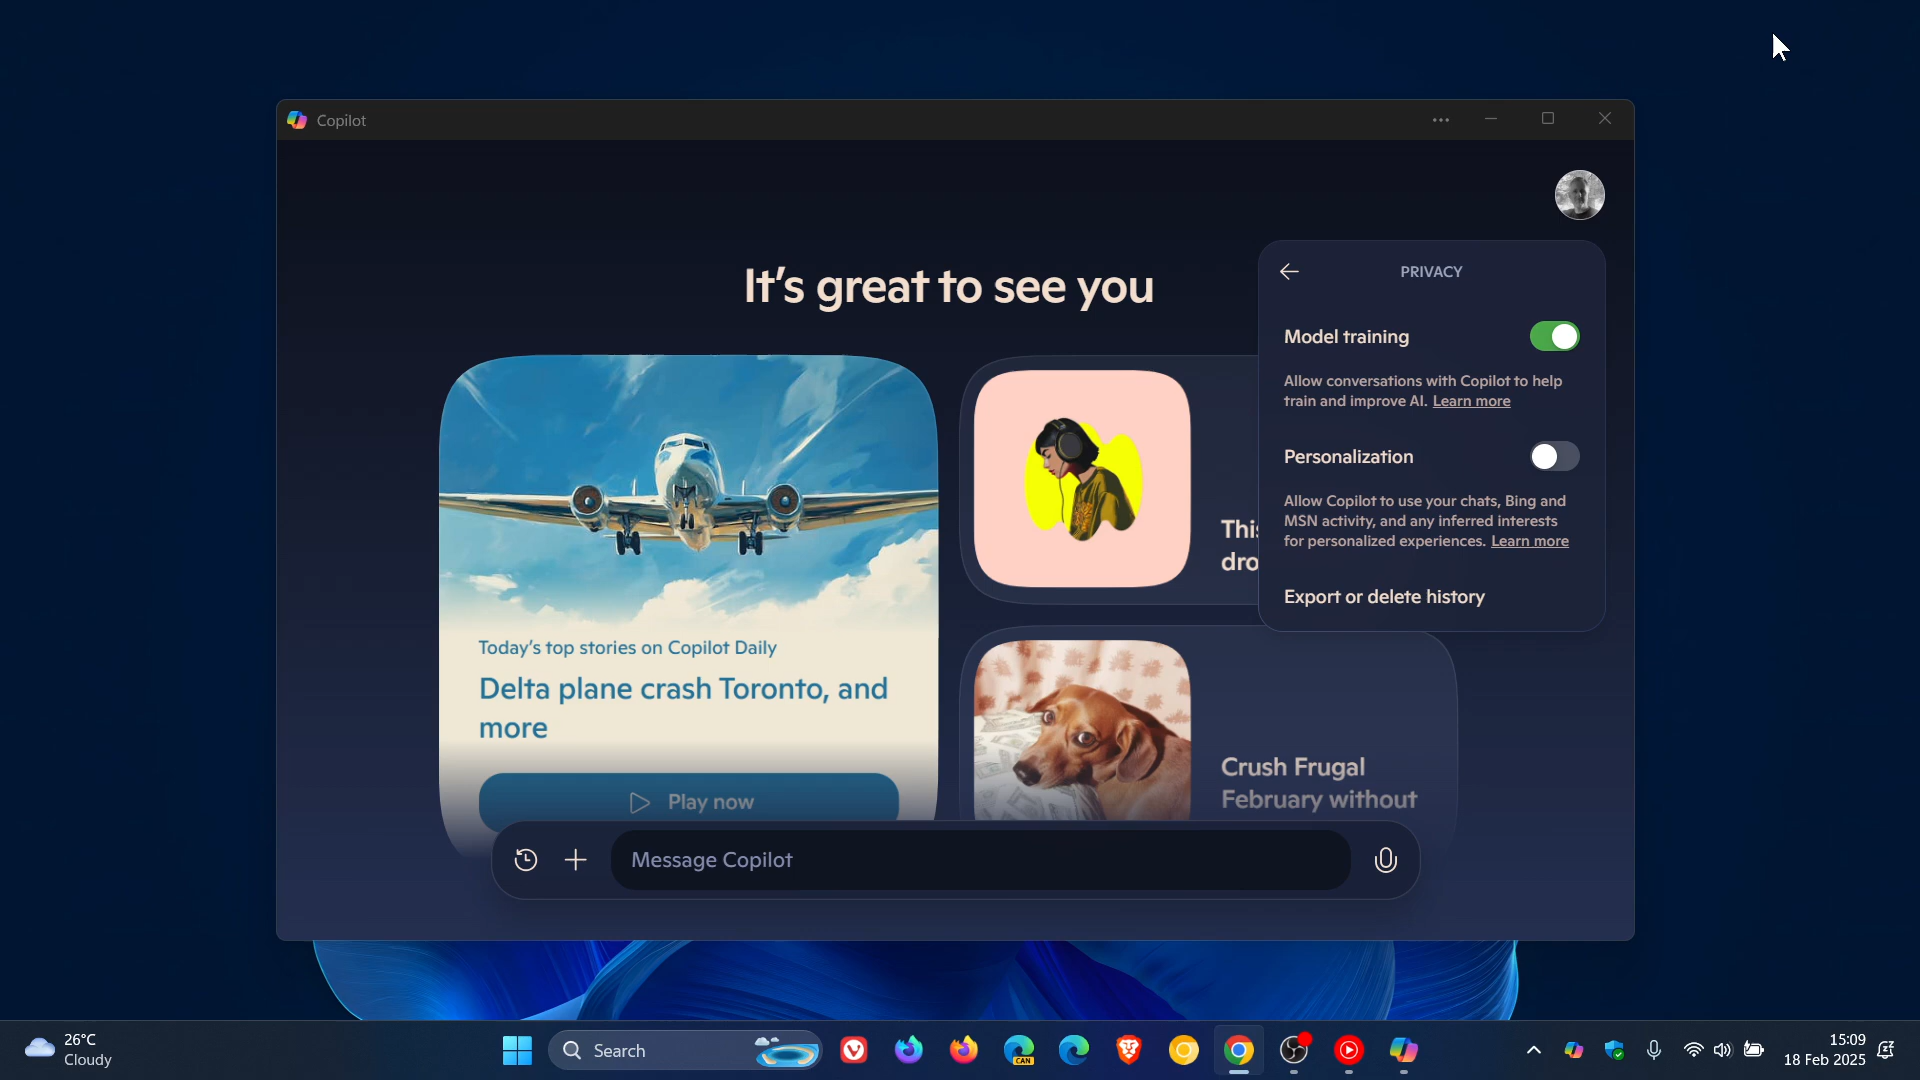 Copilot
It's great to see you
PRIVACY
Model training
Allow conversations with Copilot to help
train and improve AI. Learn more
Personalization
Allow Copilot to use your chats, Bing and
MSN activity, and any inferred interests
for personalized experiences. Learn more
Export or delete history
Today's top stories on Copilot Daily
Delta plane crash Toronto, and
more
Play now
Crush Frugal
February without
Message Copilot
26°C
Cloudy
Search
CAN
15:09
18 Feb 2025